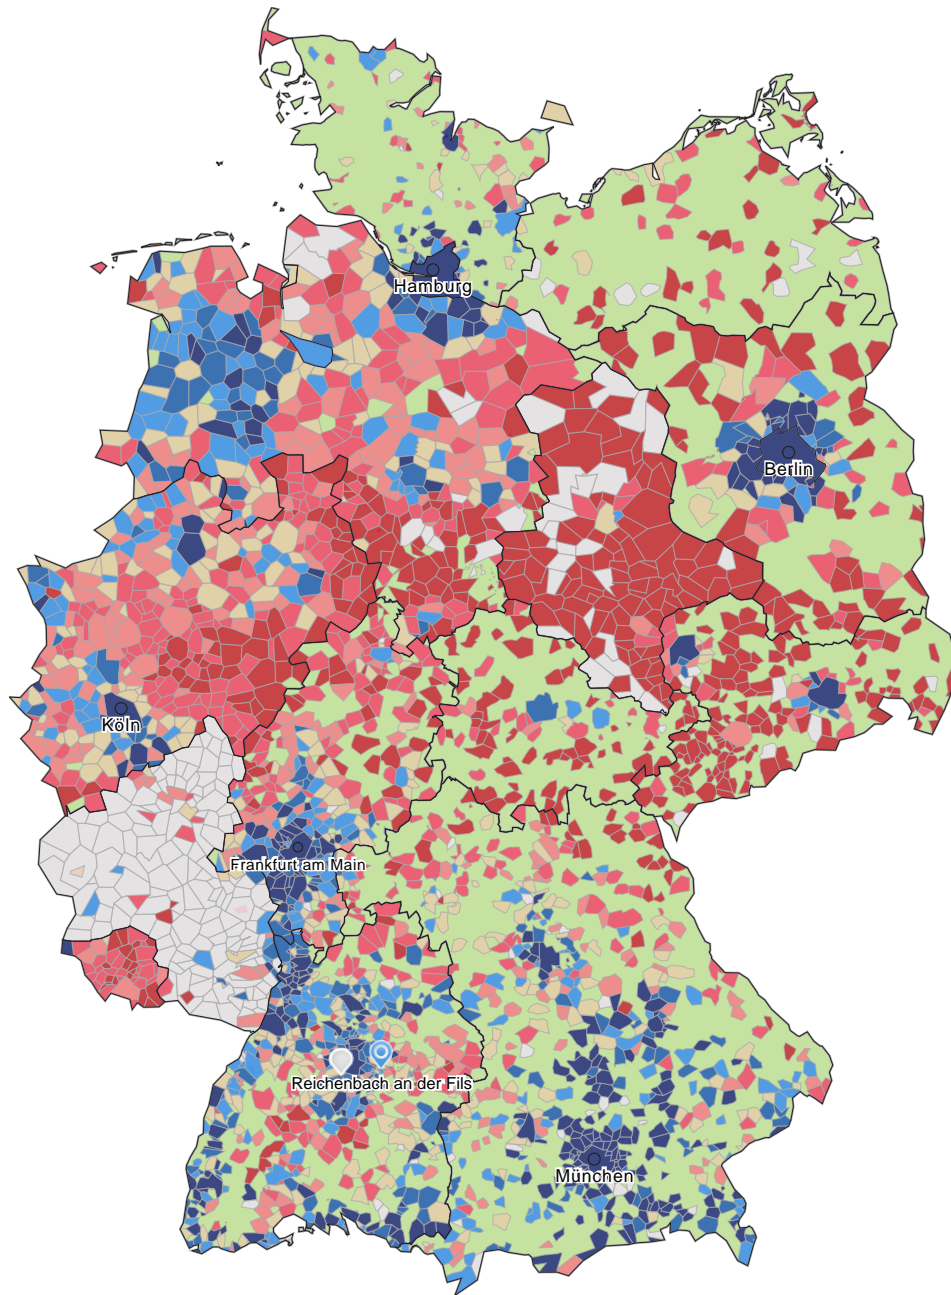 Hamburg
Berlin
Köln
Frankfurt am Main
Reichenbach an der Fils
München